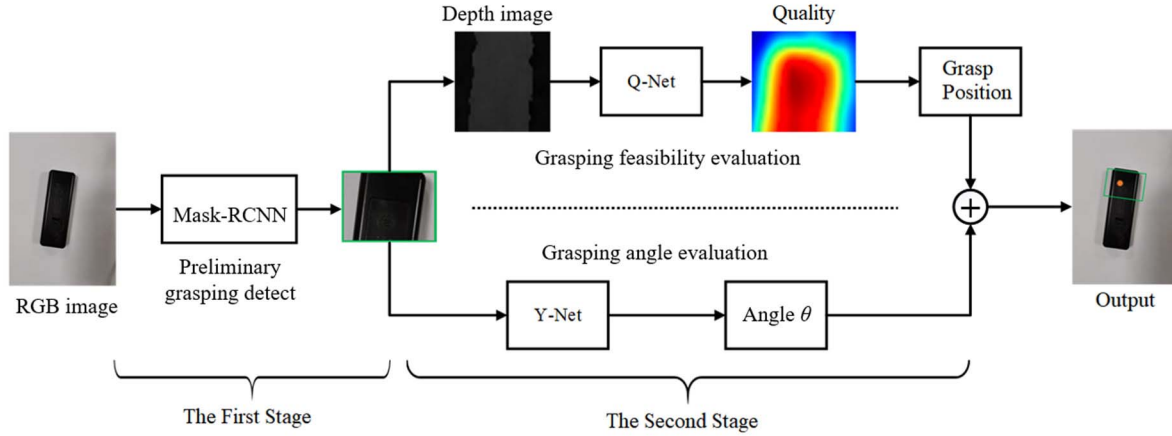 Depth image
Quality
Q-Net
Grasp
Position
Grasping feasibility evaluation
Mask-RCNN
Preliminary
grasping detect
RGB image
Grasping angle evaluation
Y-Net
Angle θ
Output
The First Stage
The Second Stage